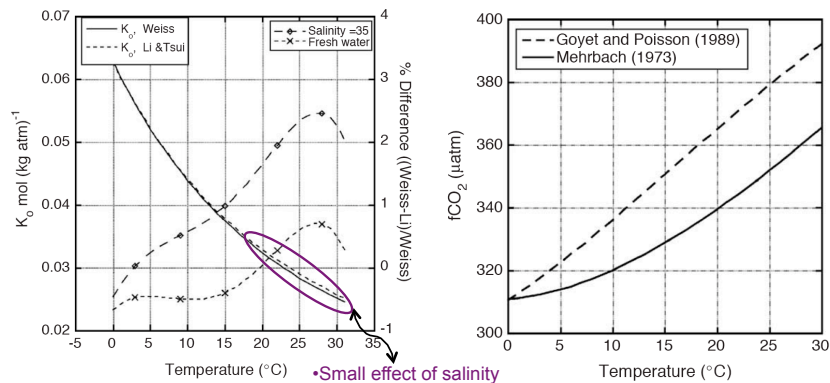 K₀, Weiss
K₀, Li &Tsui
Salinity =35
Fresh water
0.07
0.06
0.05
0.04
0.03
0.02
K₀ mol (kg atm)⁻¹
4
3
2
1
0
-1
% Difference ((Weiss-Li)/Weiss)
-5 0 5 10 15 20 25 30 35
Temperature (°C)
•Small effect of salinity
Goyet and Poisson (1989)
Mehrbach (1973)
400
380
360
340
320
300
fCO₂ (µatm)
0 5 10 15 20 25 30
Temperature (°C)